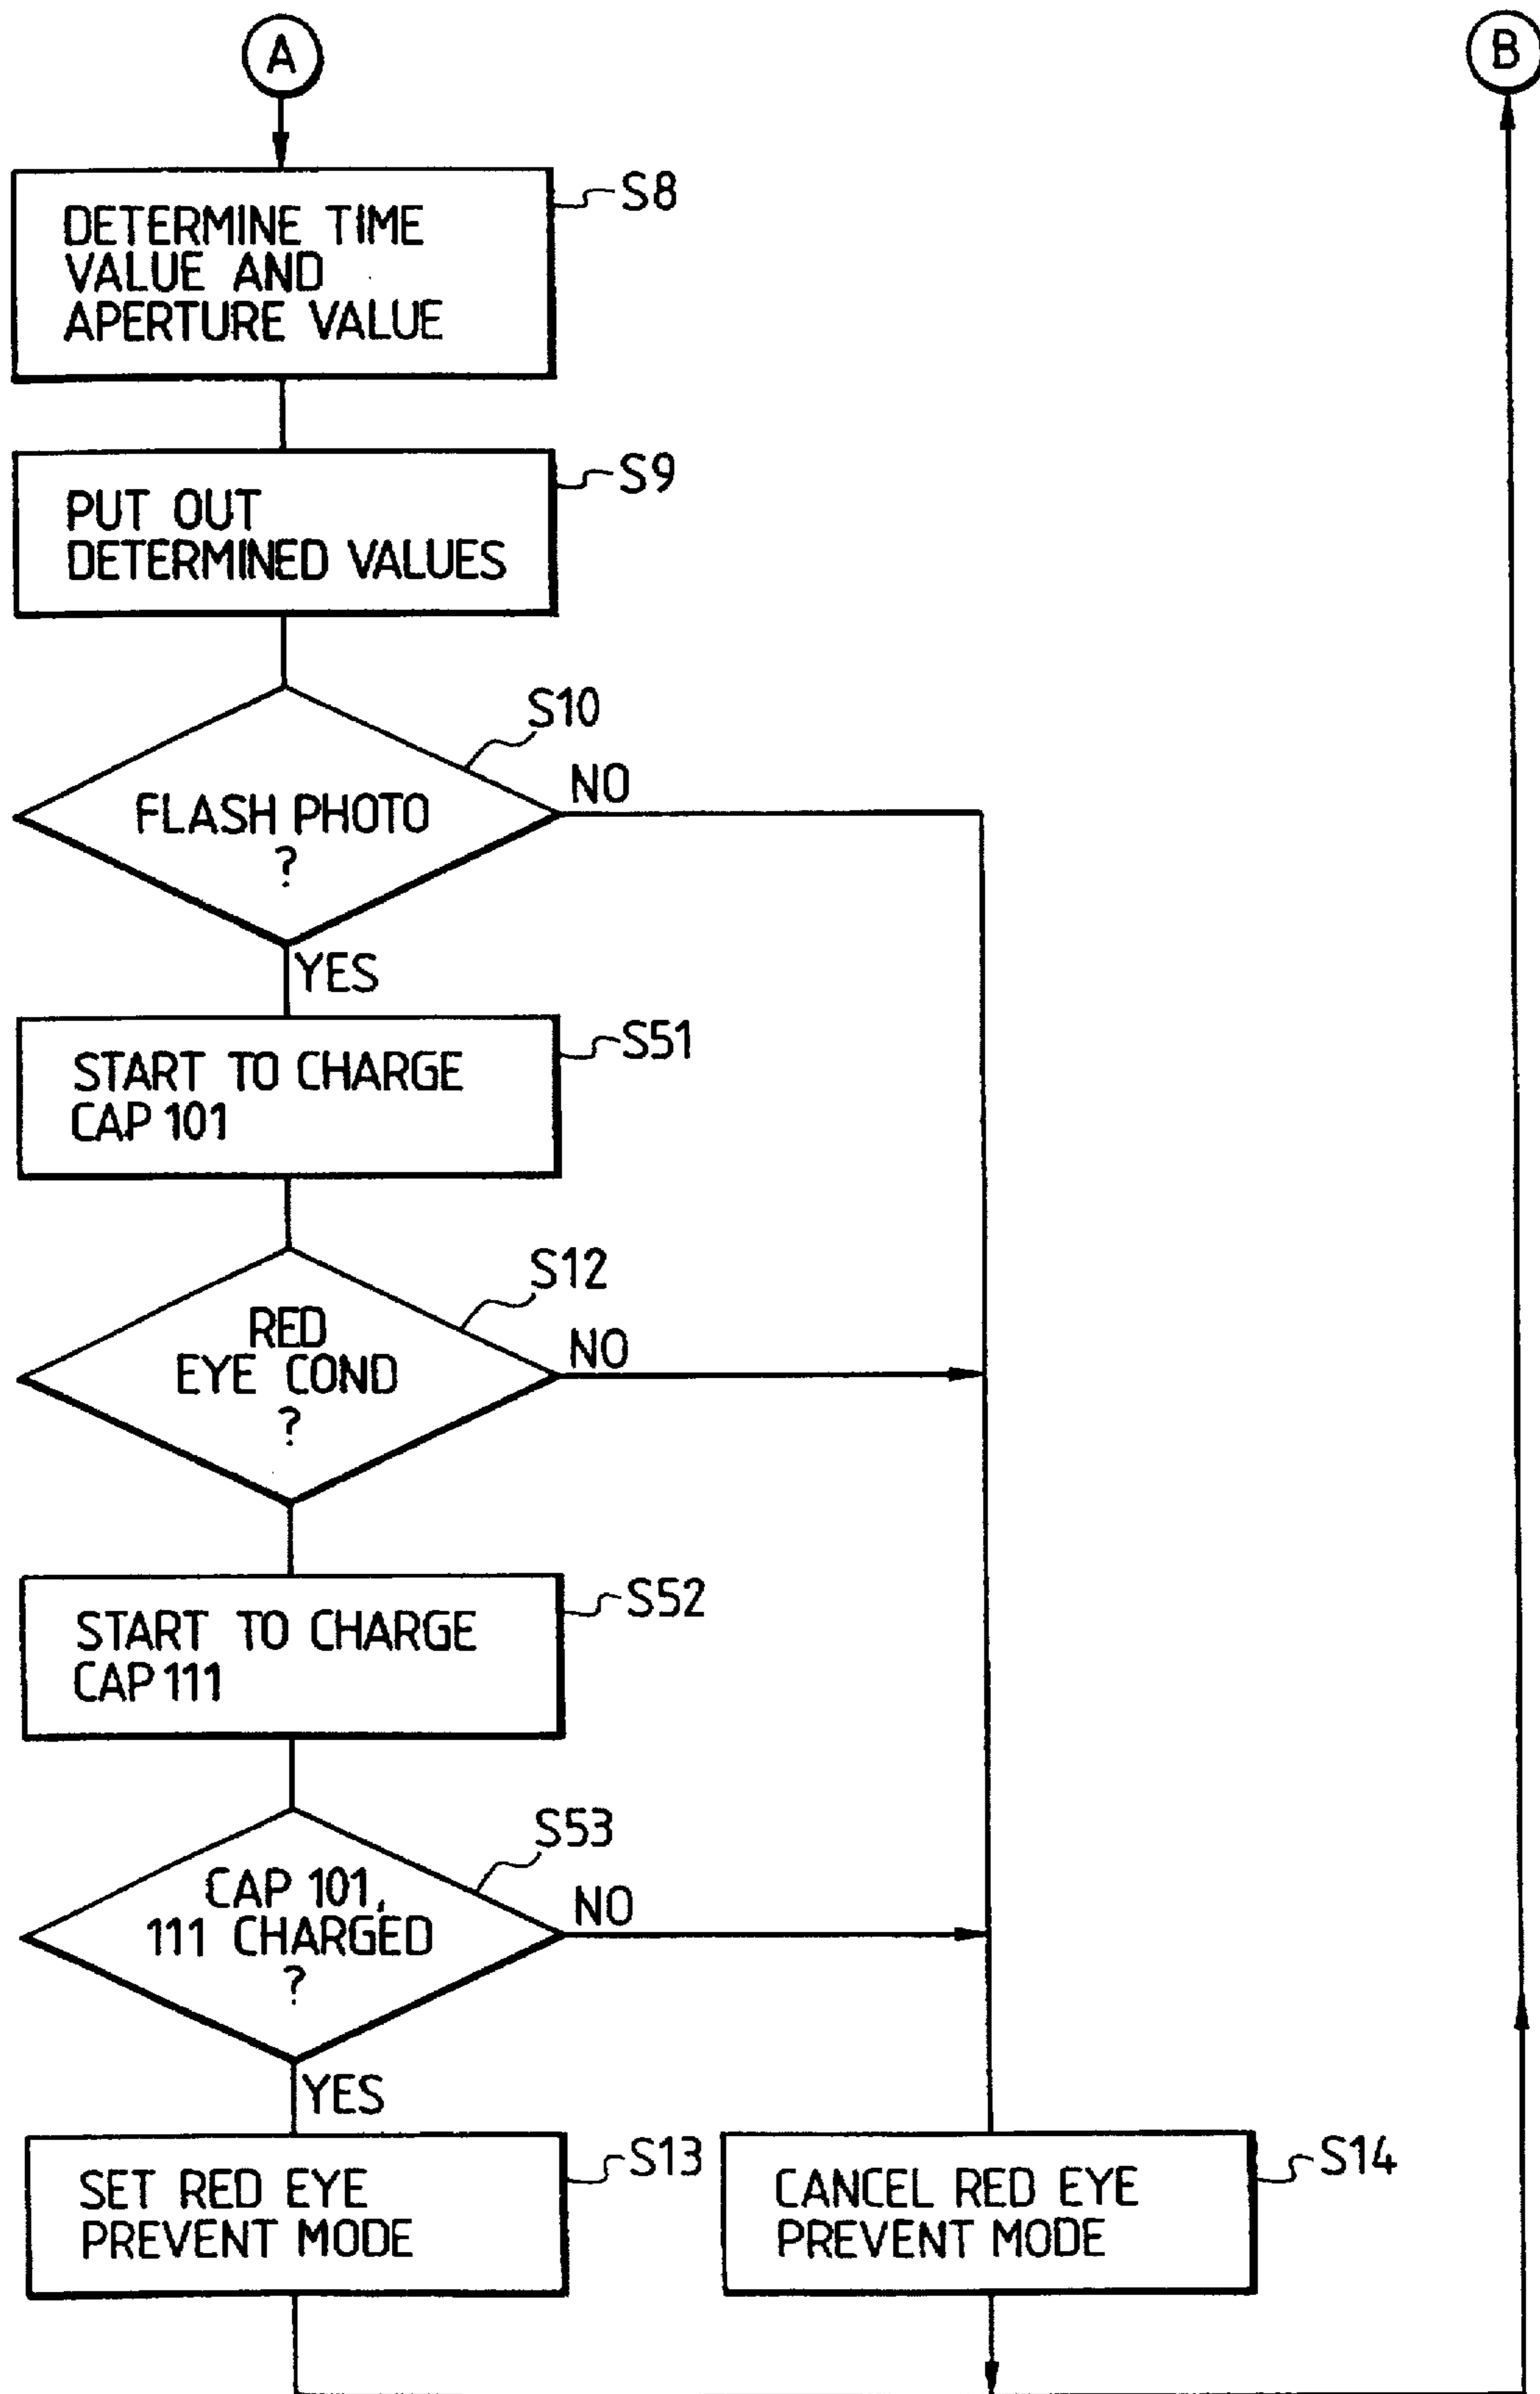 A
B
S8
DETERMINE TIME
VALUE AND
APERTURE VALUE
S9
PUT OUT
DETERMINED VALUES
S10
FLASH PHOTO
?
NO
YES
S51
START TO CHARGE
CAP 101
S12
RED
EYE COND
?
NO
S52
START TO CHARGE
CAP 111
S53
CAP 101,
111 CHARGED
?
NO
YES
S13
SET RED EYE
PREVENT MODE
S14
CANCEL RED EYE
PREVENT MODE